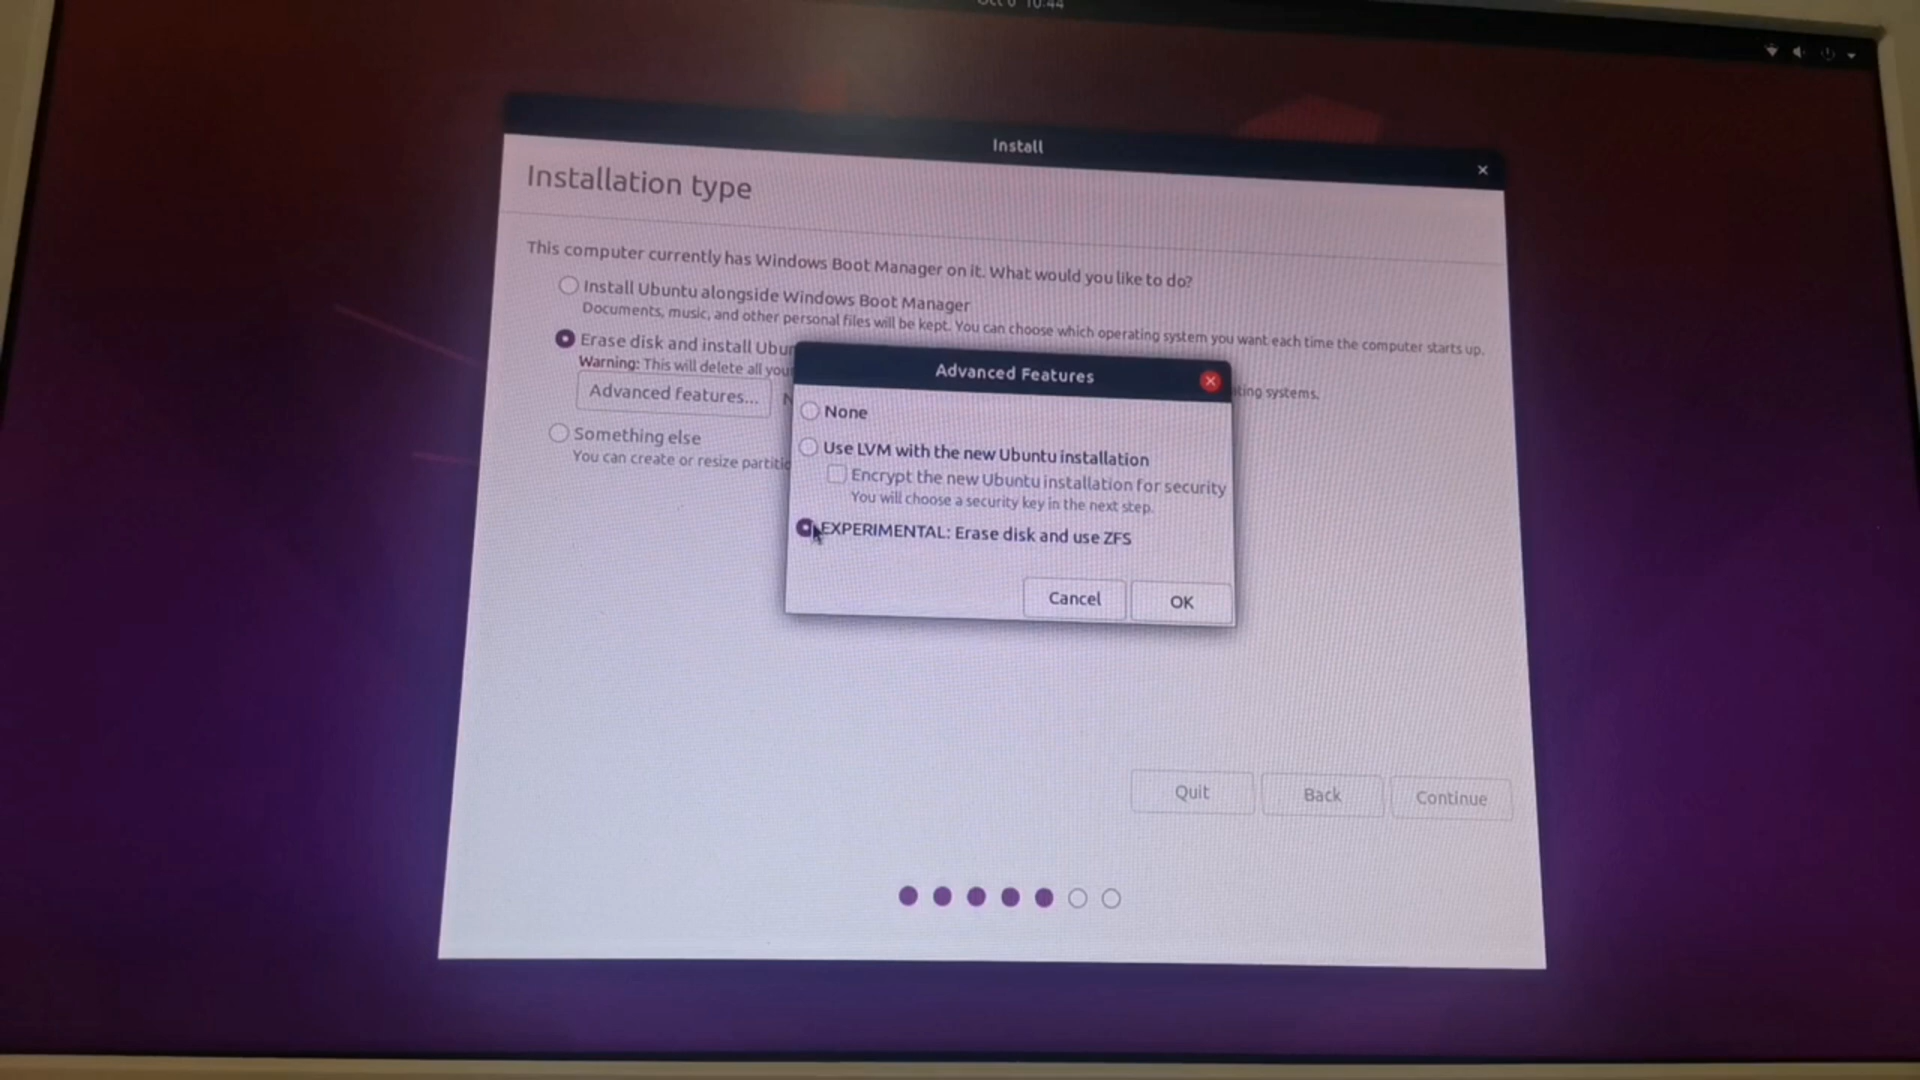 10:44
Install
Installation type
This computer currently has Windows Boot Manager on it. What would you like to do?
Install Ubuntu alongside Windows Boot Manager
Documents, music, and other personal files will be kept. You can choose which operating system you want each time the computer starts up.
Erase disk and install
Warning: This will delete all
systems.
Advanced features...
Something else
You can create or resize
Advanced Features
None
Use LVM with the new Ubuntu installation
Encrypt the new Ubuntu installation for security
You will choose a security key in the next step.
EXPERIMENTAL: Erase disk and use ZFS
Cancel
OK
Quit
Back
Continue